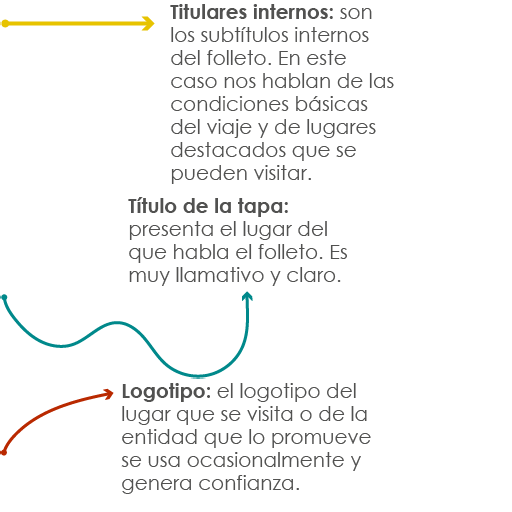 Titulares internos: son
los subtítulos internos
del folleto. En este
caso nos hablan de las
condiciones básicas
del viaje y de lugares
destacados que se
pueden visitar.
Título de la tapa:
presenta el lugar del
que habla el folleto. Es
muy llamativo y claro.
Logotipo: el logotipo del
lugar que se visita o de la
entidad que lo promueve
se usa ocasionalmente y
genera confianza.